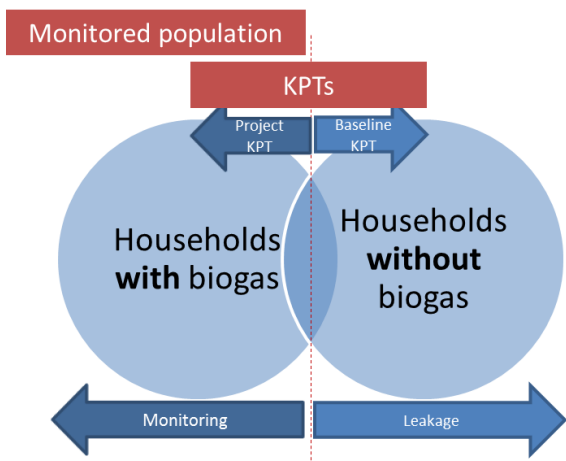 Monitored population
KPTs
Project
KPT
Baseline
KPT
Households
with biogas
Households
without
biogas
Monitoring
Leakage